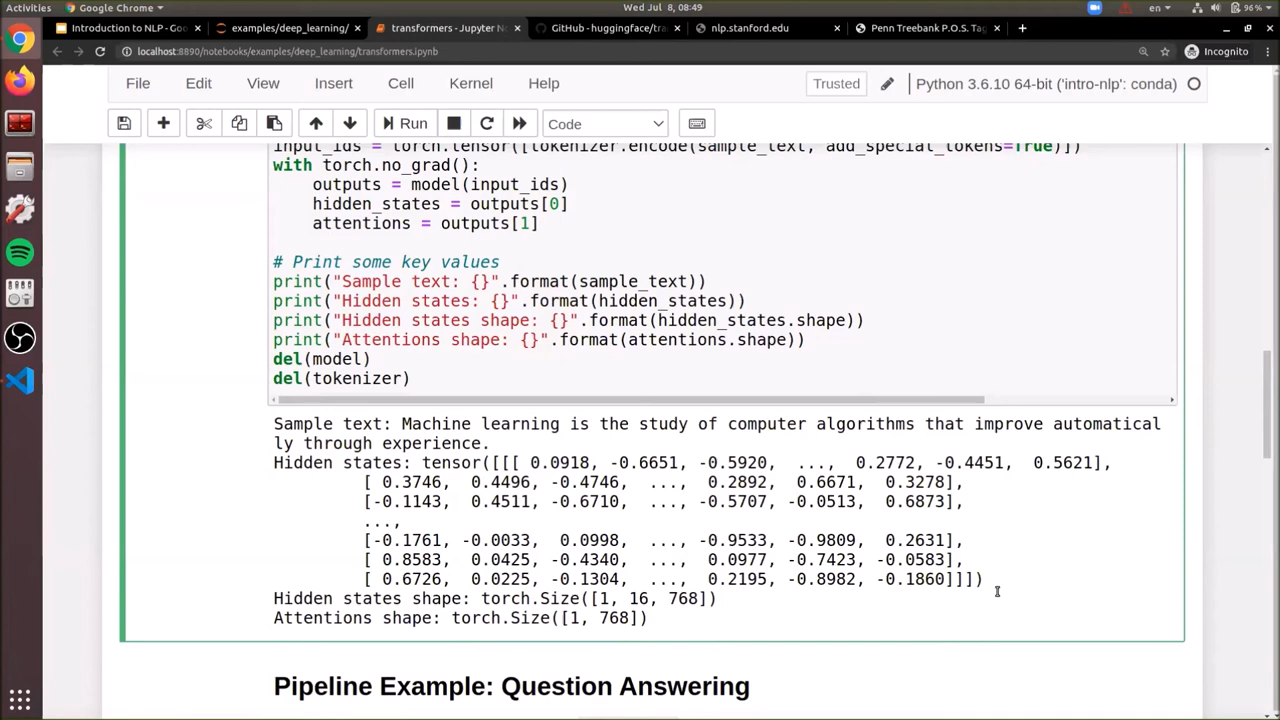 Activities
Google Chrome
Wed Jul 8, 08:49
en
96%
Introduction to NLP - Goo
examples/deep_learning/
transformers - Jupyter No
GitHub - huggingface/tra
nlp.stanford.edu
Penn Treebank P.O.S. Tag
localhost:8890/notebooks/examples/deep_learning/transformers.ipynb
Incognito
File
Edit
View
Insert
Cell
Kernel
Help
Trusted
Python 3.6.10 64-bit ('intro-nlp': conda)
Run
Code
input_ids = torch.tensor([tokenizer.encode(sample_text, add_special_tokens=True)])
with torch.no_grad():
    outputs = model(input_ids)
    hidden_states = outputs[0]
    attentions = outputs[1]
# Print some key values
print("Sample text: {}".format(sample_text))
print("Hidden states: {}".format(hidden_states))
print("Hidden states shape: {}".format(hidden_states.shape))
print("Attentions shape: {}".format(attentions.shape))
del(model)
del(tokenizer)
Sample text: Machine learning is the study of computer algorithms that improve automatical
ly through experience.
Hidden states: tensor([[[ 0.0918, -0.6651, -0.5920,  ...,  0.2772, -0.4451,  0.5621],
[ 0.3746,  0.4496, -0.4746,  ...,  0.2892,  0.6671,  0.3278],
[-0.1143,  0.4511, -0.6710,  ..., -0.5707, -0.0513,  0.6873],
...,
[-0.1761, -0.0033,  0.0998,  ..., -0.9533, -0.9809,  0.2631],
[ 0.8583,  0.0425, -0.4340,  ...,  0.0977, -0.7423, -0.0583],
[ 0.6726,  0.0225, -0.1304,  ...,  0.2195, -0.8982, -0.1860]]])
Hidden states shape: torch.Size([1, 16, 768])
Attentions shape: torch.Size([1, 768])
Pipeline Example: Question Answering